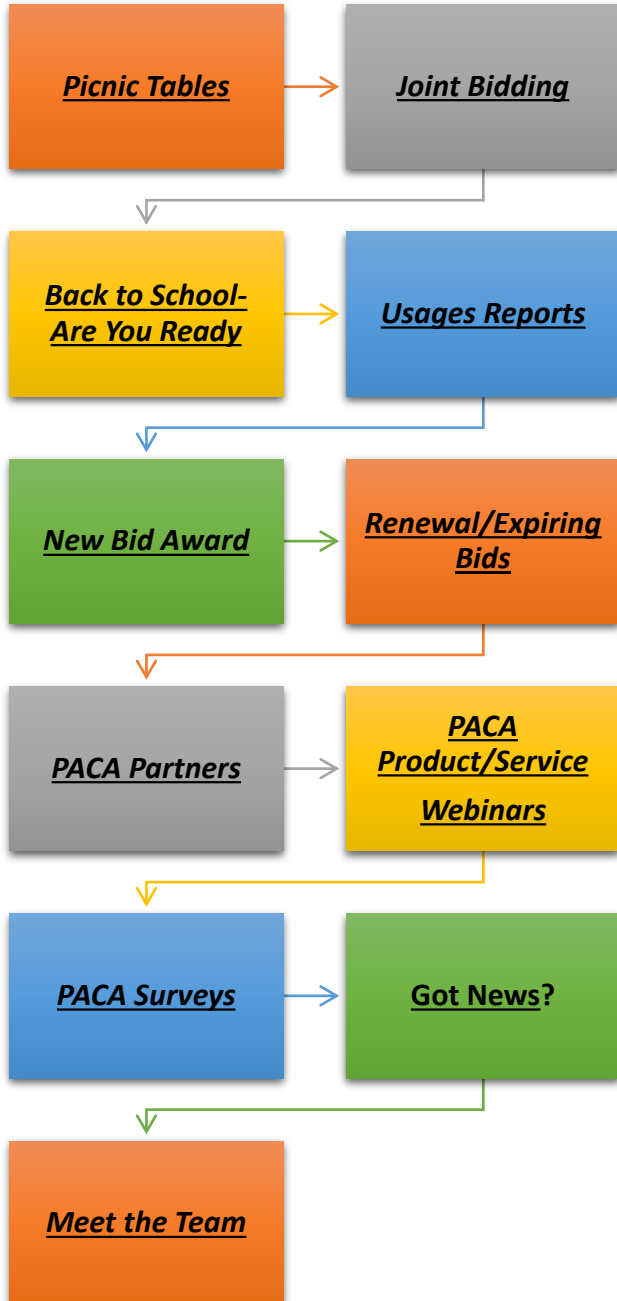 Picnic Tables
Joint Bidding
Back to School-
Are You Ready
Usages Reports
New Bid Award
Renewal/Expiring
Bids
PACA Partners
PACA
Product/Service
Webinars
PACA Surveys
Got News?
Meet the Team